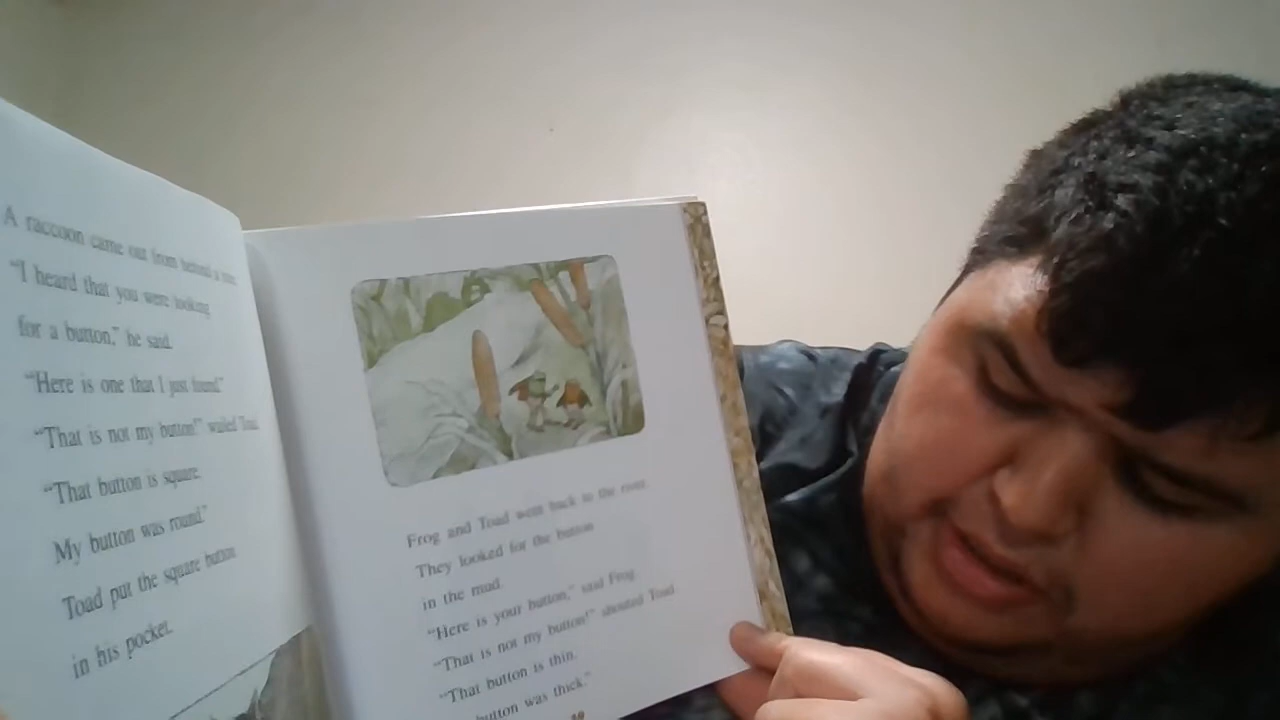 A raccoon came out from behind a tree.
"I heard that you were looking
for a button," he said.
"Here is one that I just found."
"That is not my button!" wailed Toad.
"That button is square.
My button was round."
Toad put the square button
in his pocket.
Frog and Toad went back to the river.
They looked for the button
in the mud.
"Here is your button," said Frog.
"That is not my button!" shouted Toad.
"That button is thin.
button was thick."